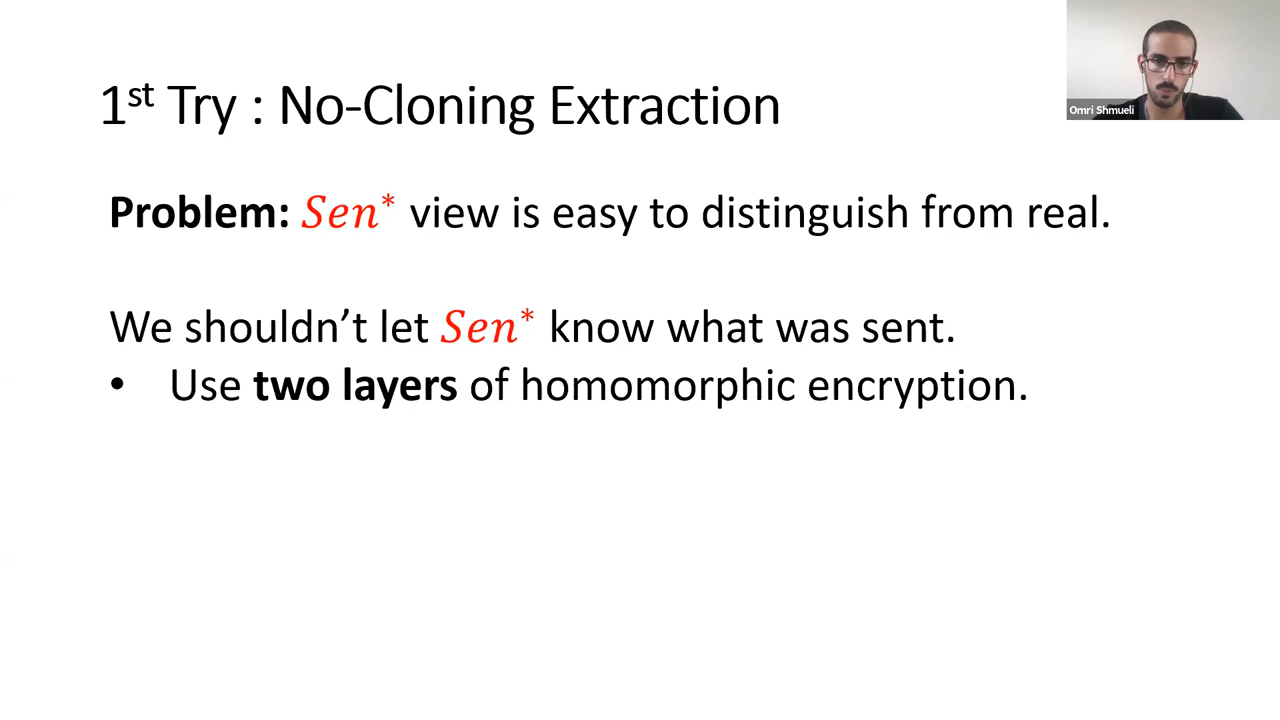 1st Try : No-Cloning Extraction
Omri Shmueli
Problem: Sen* view is easy to distinguish from real.
We shouldn’t let Sen* know what was sent.
• Use two layers of homomorphic encryption.